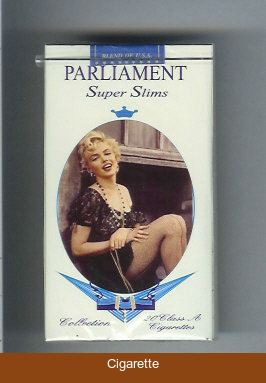 BLEND OF U.S.A.
PARLIAMENT
Super Slims
Collection
20 Class A
Cigarettes
Cigarette